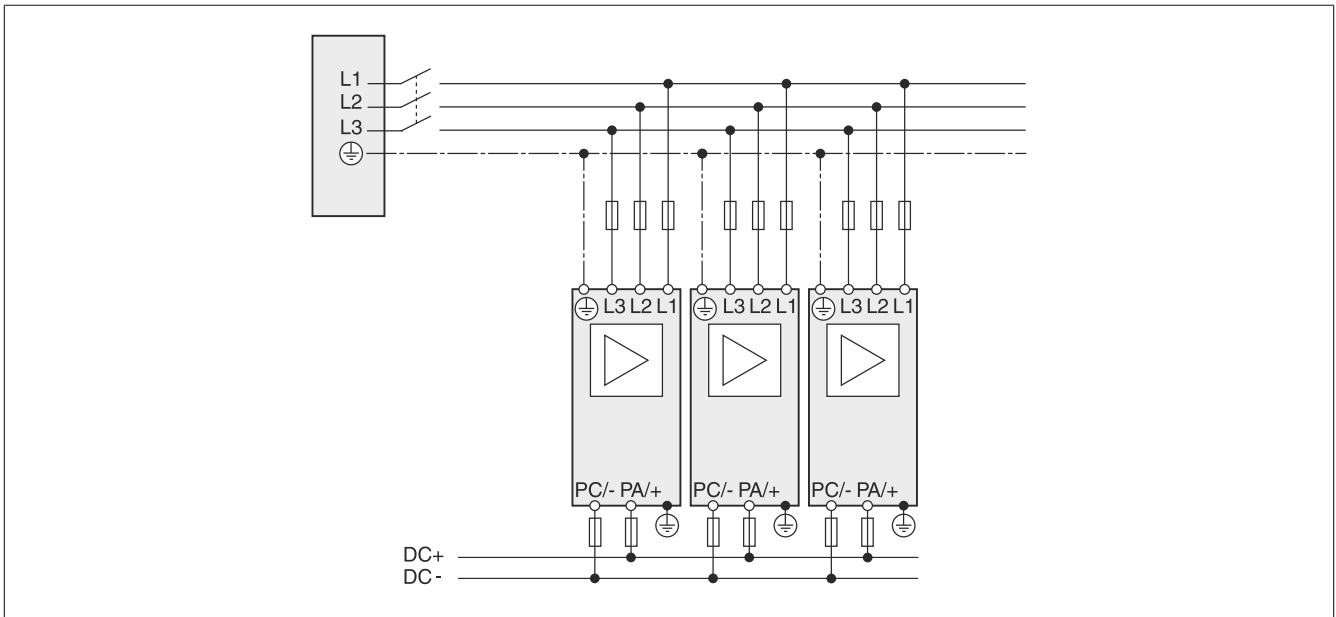 L1
L2
L3
L3 L2 L1 L3 L2 L1 L3 L2 L1
PC/- PA/+ PC/- PA/+ PC/- PA/+
DC+
DC-